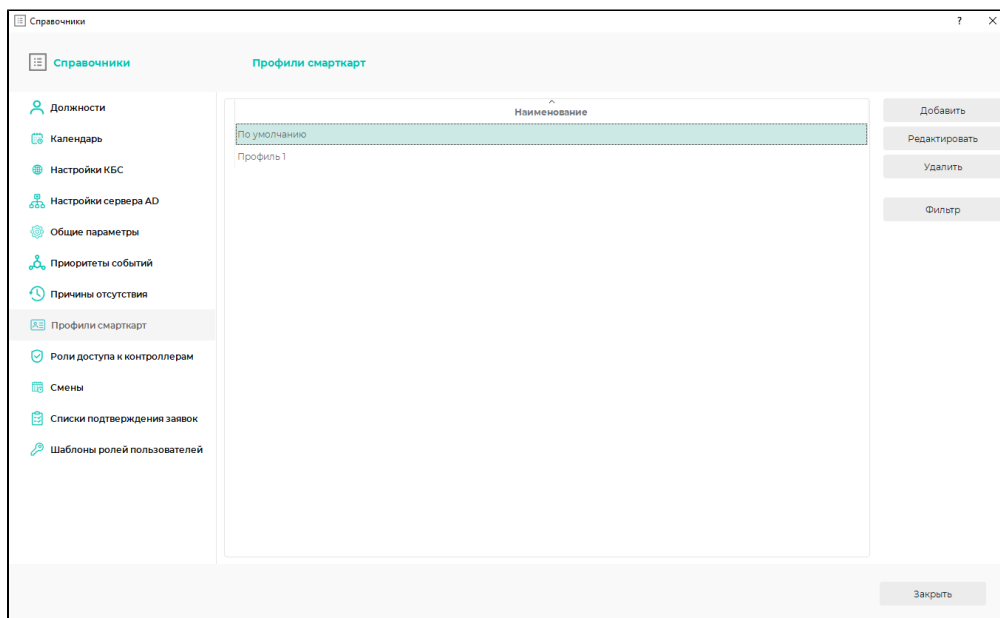 Справочники
?
Справочники
Профили смарткарт
Должности
Календарь
Настройки КБС
Настройки сервера AD
Общие параметры
Приоритеты событий
Причины отсутствия
Профили смарткарт
Роли доступа к контроллерам
Смены
Списки подтверждения заявок
Шаблоны ролей пользователей
Наименование
По умолчанию
Профиль 1
Добавить
Редактировать
Удалить
Фильтр
Закрыть